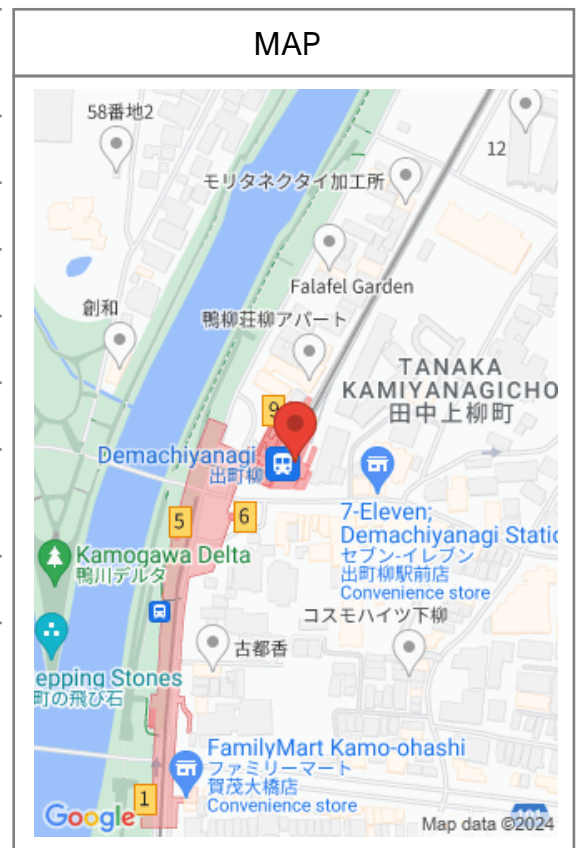 MAP
58番地2
12
モリタネクタイ加工所
Falafel Garden
創和
鴨柳荘柳アパート
TANAKA
KAMIYANAGICHO
田中上柳町
9
Demachiyanagi
出町柳
5
6
7-Eleven;
Demachiyanagi Static
セブン-イレブン
出町柳駅前店
Convenience store
Kamogawa Delta
鴨川デルタ
コスモハイツ下柳
古都香
epping Stones
町の飛び石
FamilyMart Kamo-ohashi
ファミリーマート
賀茂大橋店
Convenience store
1
Google
Map data ©2024